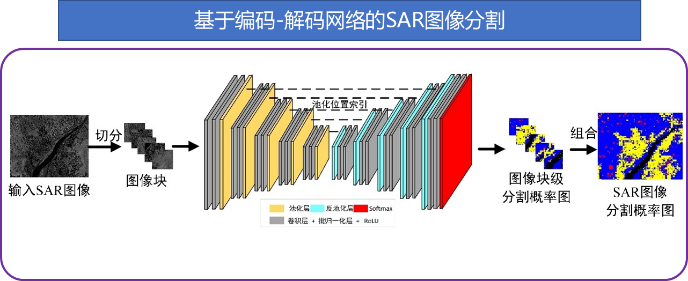 基于编码-解码网络的SAR图像分割
池化位置索引
切分
组合
输入SAR图像
图像块
图像块级
分割概率图
SAR图像
分割概率图
池化层
反池化层
Softmax
卷积层 + 批归一化层 + ReLU